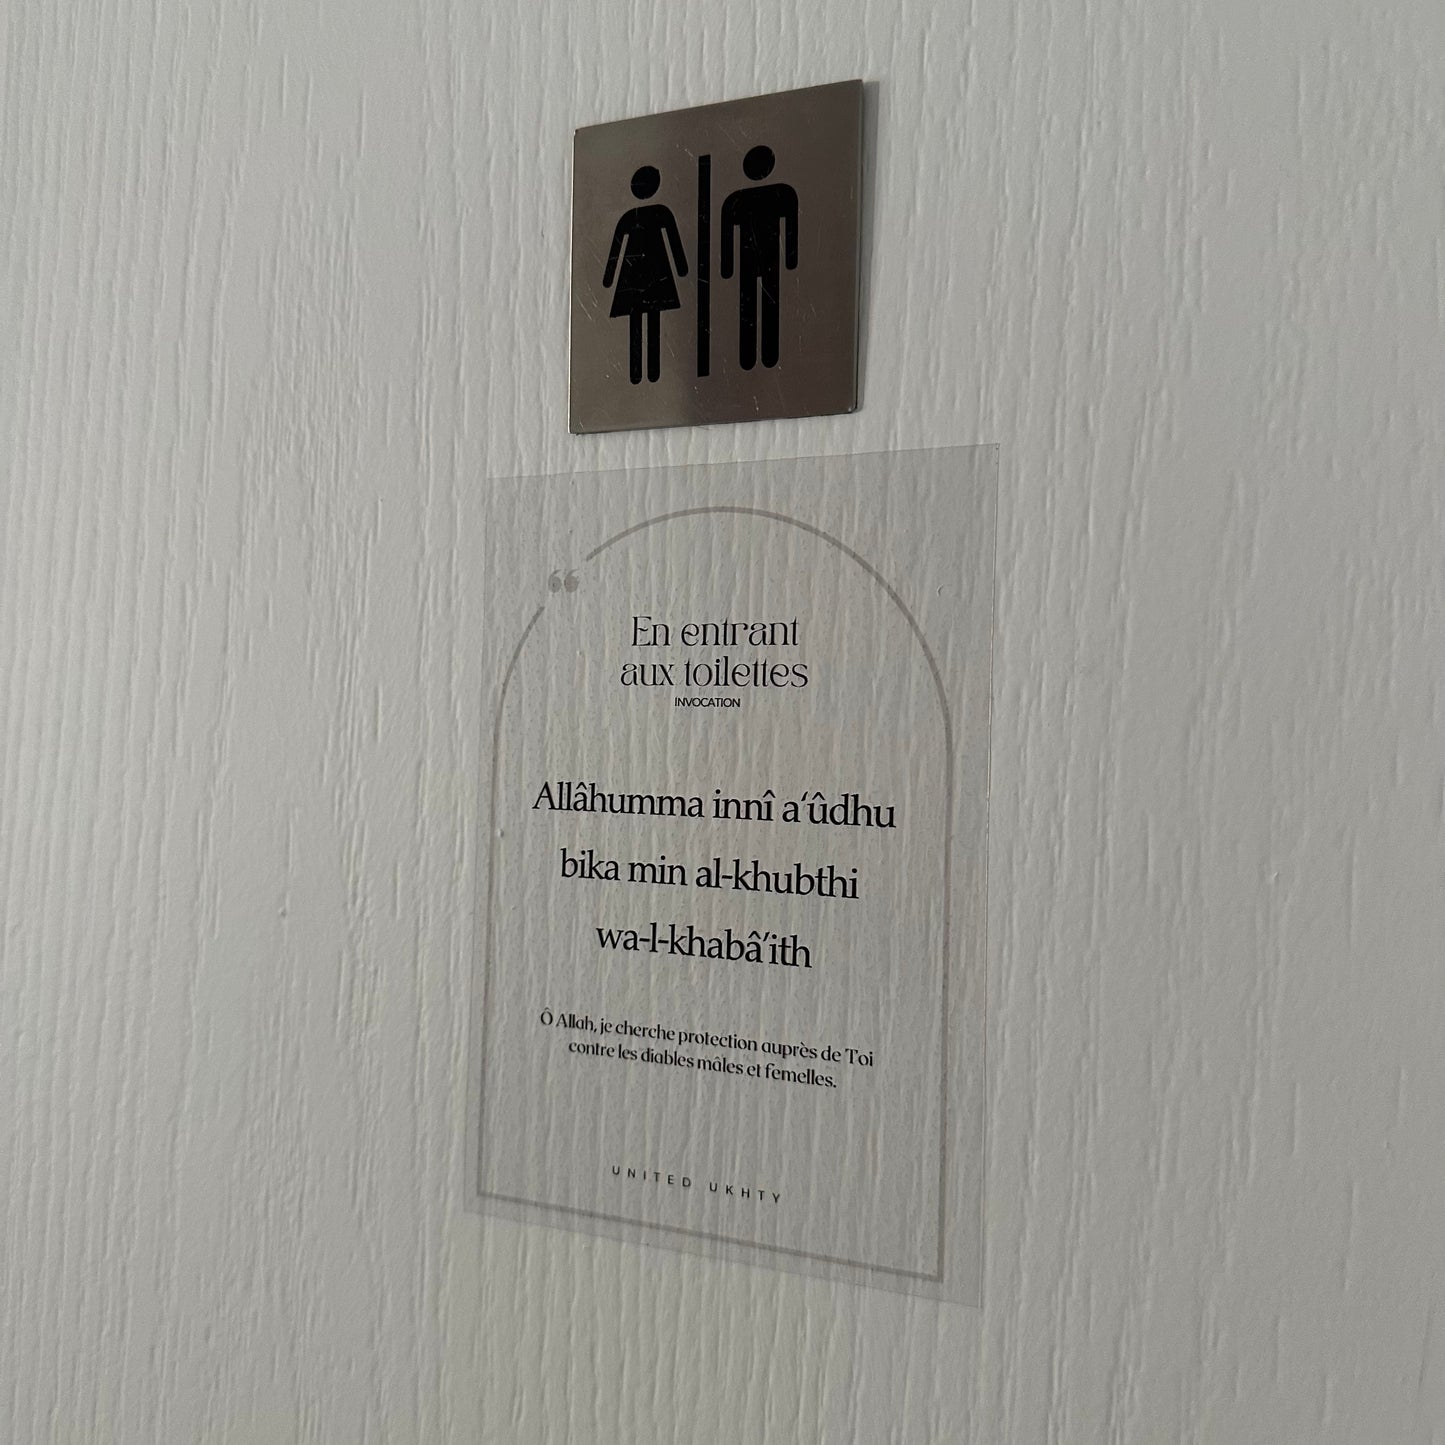 “
En entrant
aux toilettes
INVOCATION
Allâhumma innî a‘ûdhu
bika min al-khubthi
wa-l-khabâ’ith
Ô Allah, je cherche protection auprès de Toi
contre les diables mâles et femelles.
UNITED UKHTY